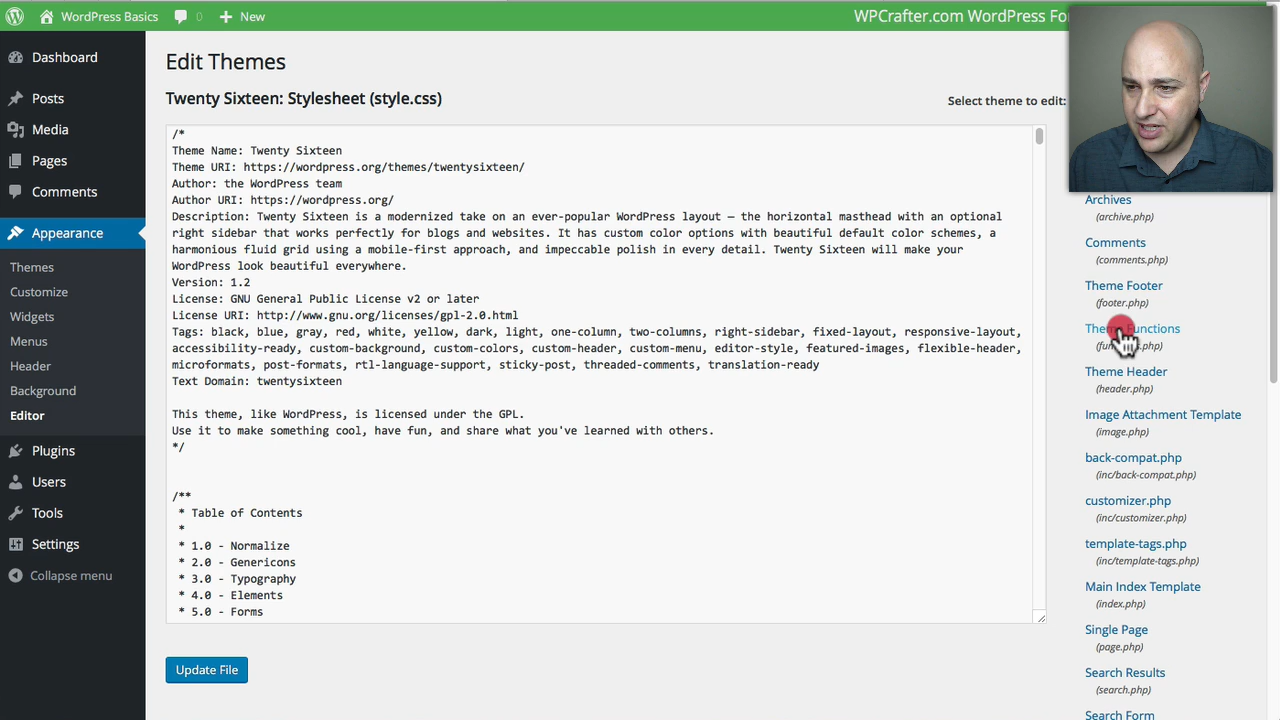 WordPress Basics 0 New WPCrafter.com WordPress Fo
Dashboard
Posts
Media
Pages
Comments
Appearance
Themes
Customize
Widgets
Menus
Header
Background
Editor
Plugins
Users
Tools
Settings
Collapse menu
Edit Themes
Twenty Sixteen: Stylesheet (style.css)
Select theme to edit:
/*
Theme Name: Twenty Sixteen
Theme URI: https://wordpress.org/themes/twentysixteen/
Author: the WordPress team
Author URI: https://wordpress.org/
Description: Twenty Sixteen is a modernized take on an ever-popular WordPress layout — the horizontal masthead with an optional
right sidebar that works perfectly for blogs and websites. It has custom color options with beautiful default color schemes, a
harmonious fluid grid using a mobile-first approach, and impeccable polish in every detail. Twenty Sixteen will make your
WordPress look beautiful everywhere.
Version: 1.2
License: GNU General Public License v2 or later
License URI: http://www.gnu.org/licenses/gpl-2.0.html
Tags: black, blue, gray, red, white, yellow, dark, light, one-column, two-columns, right-sidebar, fixed-layout, responsive-layout,
accessibility-ready, custom-background, custom-colors, custom-header, custom-menu, editor-style, featured-images, flexible-header,
microformats, post-formats, rtl-language-support, sticky-post, threaded-comments, translation-ready
Text Domain: twentysixteen
This theme, like WordPress, is licensed under the GPL.
Use it to make something cool, have fun, and share what you've learned with others.
*/
/**
* Table of Contents
*
* 1.0 - Normalize
* 2.0 - Genericons
* 3.0 - Typography
* 4.0 - Elements
* 5.0 - Forms
Update File
Archives
(archive.php)
Comments
(comments.php)
Theme Footer
(footer.php)
Theme Functions
Theme Header
(header.php)
Image Attachment Template
(image.php)
back-compat.php
(inc/back-compat.php)
customizer.php
(inc/customizer.php)
template-tags.php
(inc/template-tags.php)
Main Index Template
(index.php)
Single Page
(page.php)
Search Results
(search.php)
Search Form